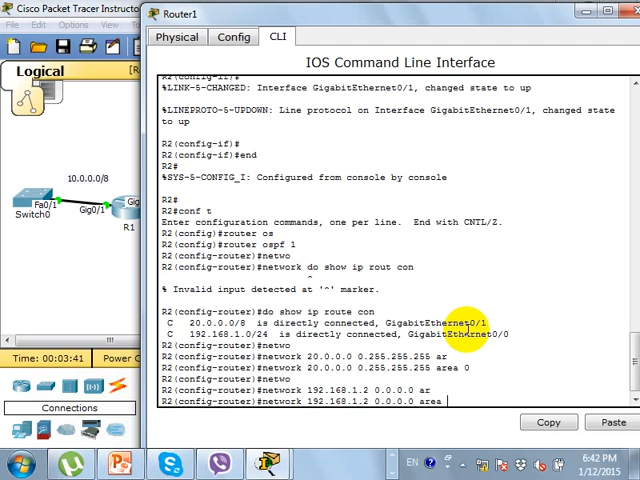 Cisco Packet Tracer Instructor
Router1
File Edit Options
Physical Config CLI
Logical
IOS Command Line Interface
R2(config-if)#
%LINK-5-CHANGED: Interface GigabitEthernet0/1, changed state to up
%LINEPROTO-5-UPDOWN: Line protocol on Interface GigabitEthernet0/1, changed state
to up
R2(config-if)#
R2(config-if)#end
R2#
%SYS-5-CONFIG_I: Configured from console by console
R2#
R2#conf t
Enter configuration commands, one per line.  End with CNTL/Z.
R2(config)#router os
R2(config)#router ospf 1
R2(config-router)#netwo
R2(config-router)#network do show ip rout con
^
% Invalid input detected at '^' marker.
R2(config-router)#do show ip route con
C   20.0.0.0/8  is directly connected, GigabitEthernet0/1
C   192.168.1.0/24  is directly connected, GigabitEthernet0/0
R2(config-router)#netwo
R2(config-router)#network 20.0.0.0 0.255.255.255 ar
R2(config-router)#network 20.0.0.0 0.255.255.255 area 0
R2(config-router)#netwo
R2(config-router)#network 192.168.1.2 0.0.0.0 ar
R2(config-router)#network 192.168.1.2 0.0.0.0 area
10.0.0.0/8
Fa0/1
Gig0/1
Gig
Switch0
R1
Time: 00:03:41 Power C
Connections
Copy Paste
EN
6:42 PM
1/12/2015